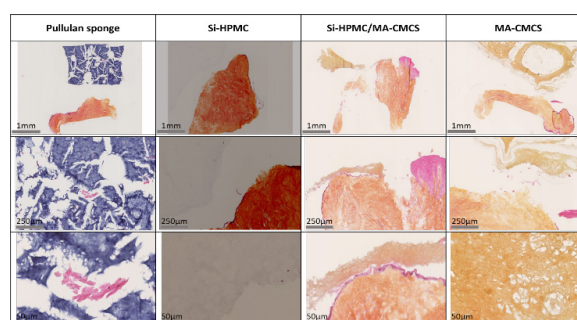 Pullulan sponge Si-HPMC Si-HPMC/MA-CMCS MA-CMCS
1mm 1mm 1mm 1mm
250µm 250µm 250µm 250µm
50µm 50µm 50µm 50µm